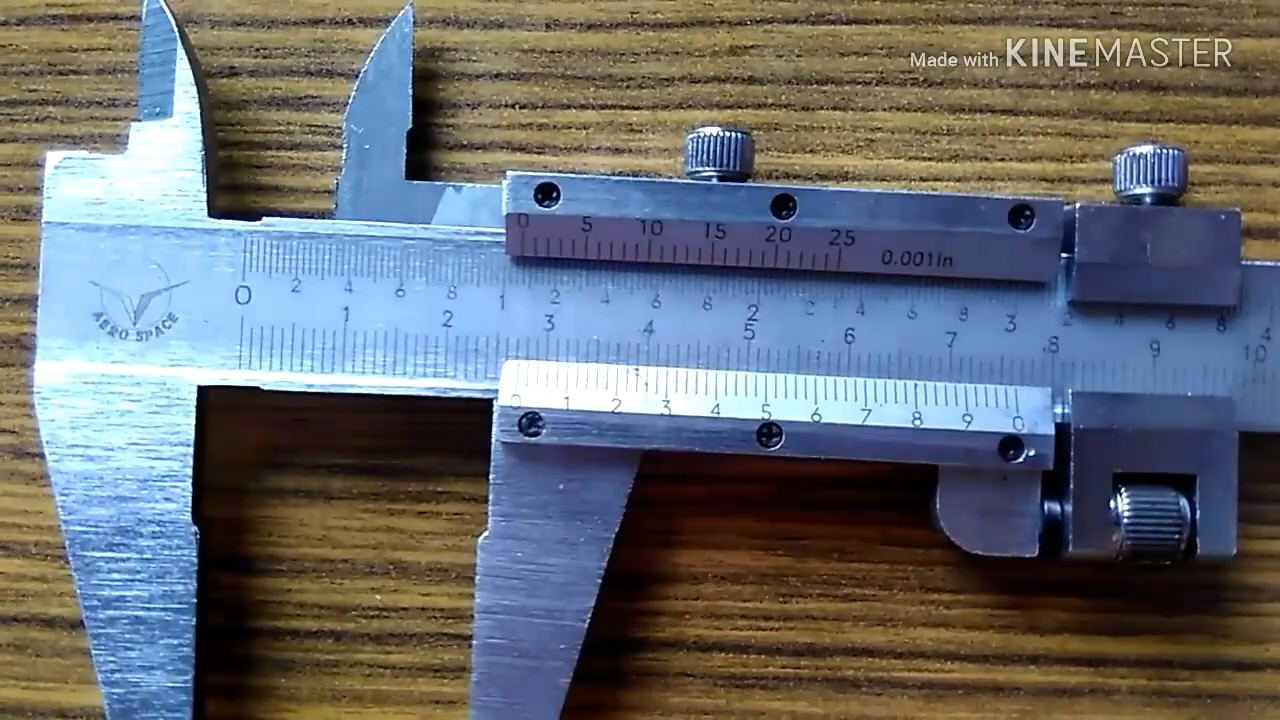 Made with KINEMASTER
0 5 10 15 20 25 0.001in
0 2 4 6 8 1 2 4 6 8 2 2 4 6 8 3 2 4 6 8 4
AERO SPACE
1 2 3 4 5 6 7 8 9 10
0 1 2 3 4 5 6 7 8 9 0